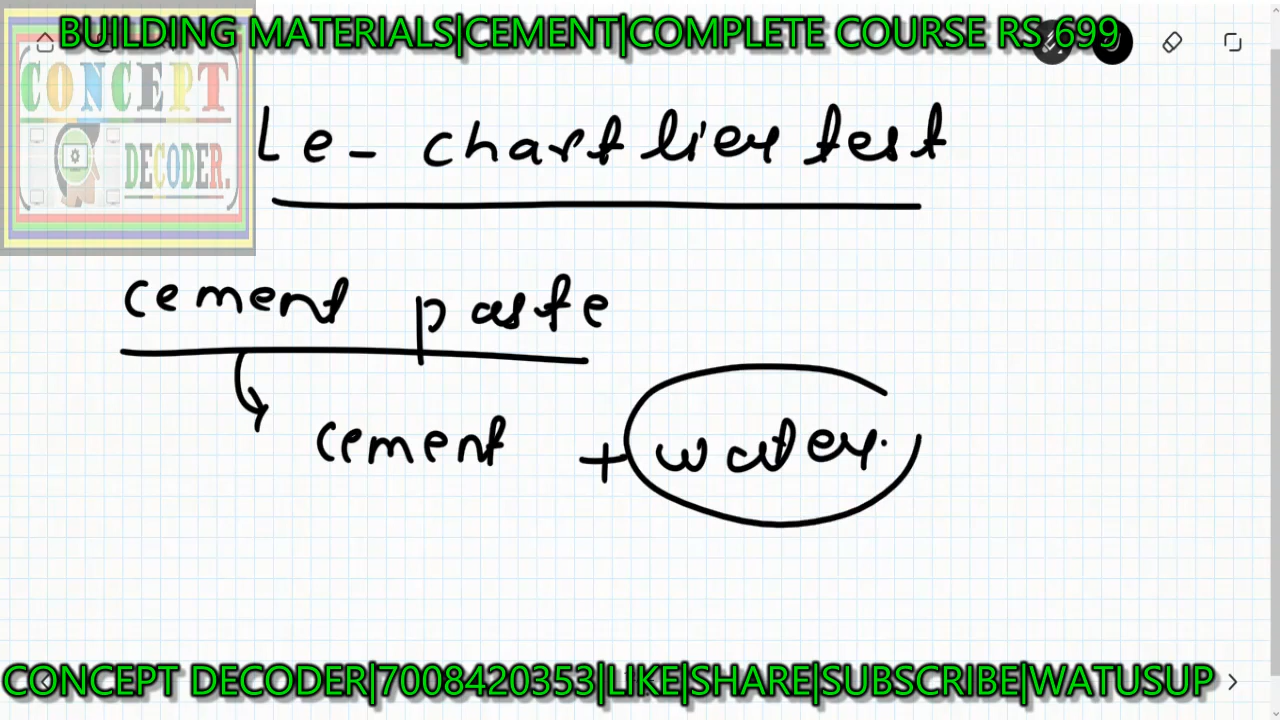 BUILDING MATERIALS|CEMENT|COMPLETE COURSE RS 699
CONCEPT
DECODER.
Le - chartlier test
cement paste
cement + water.
CONCEPT DECODER|7008420353|LIKE|SHARE|SUBSCRIBE|WATUSUP